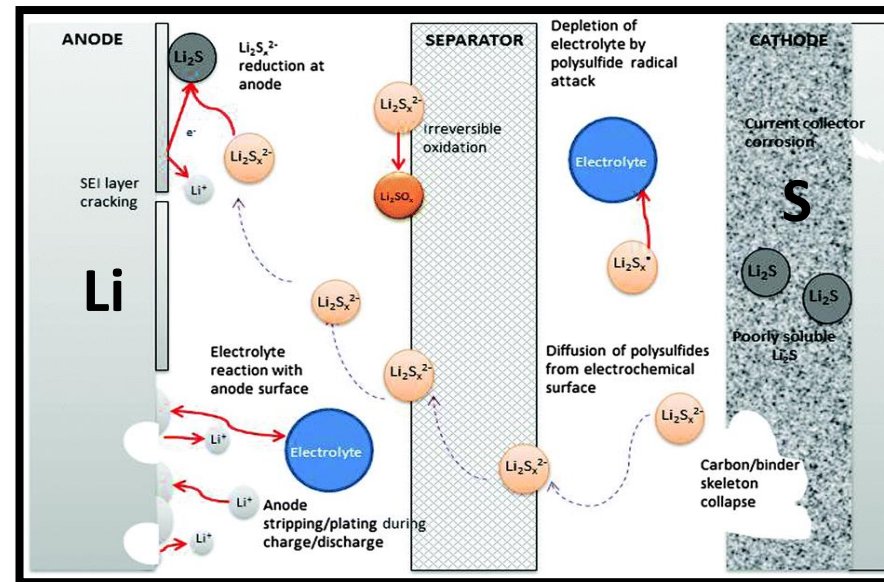 ANODE
SEPARATOR
CATHODE
Li₂S
Li₂Sₓ²⁻
reduction at
anode
e⁻
Li₂Sₓ²⁻
Li⁺
SEI layer
cracking
Li
Li₂Sₓ²⁻
Irreversible
oxidation
Li₂SOₓ
Depletion of
electrolyte by
polysulfide radical
attack
Electrolyte
Li₂Sₓ*
Current collector
corrosion
S
Li₂S
Li₂S
Poorly soluble
Li₂S
Li₂Sₓ²⁻
Li₂Sₓ²⁻
Li₂Sₓ²⁻
Diffusion of polysulfides
from electrochemical
surface
Li₂Sₓ²⁻
Carbon/binder
skeleton
collapse
Electrolyte
reaction with
anode surface
Li⁺
Electrolyte
Li⁺
Anode
stripping/plating during
charge/discharge
Li⁺